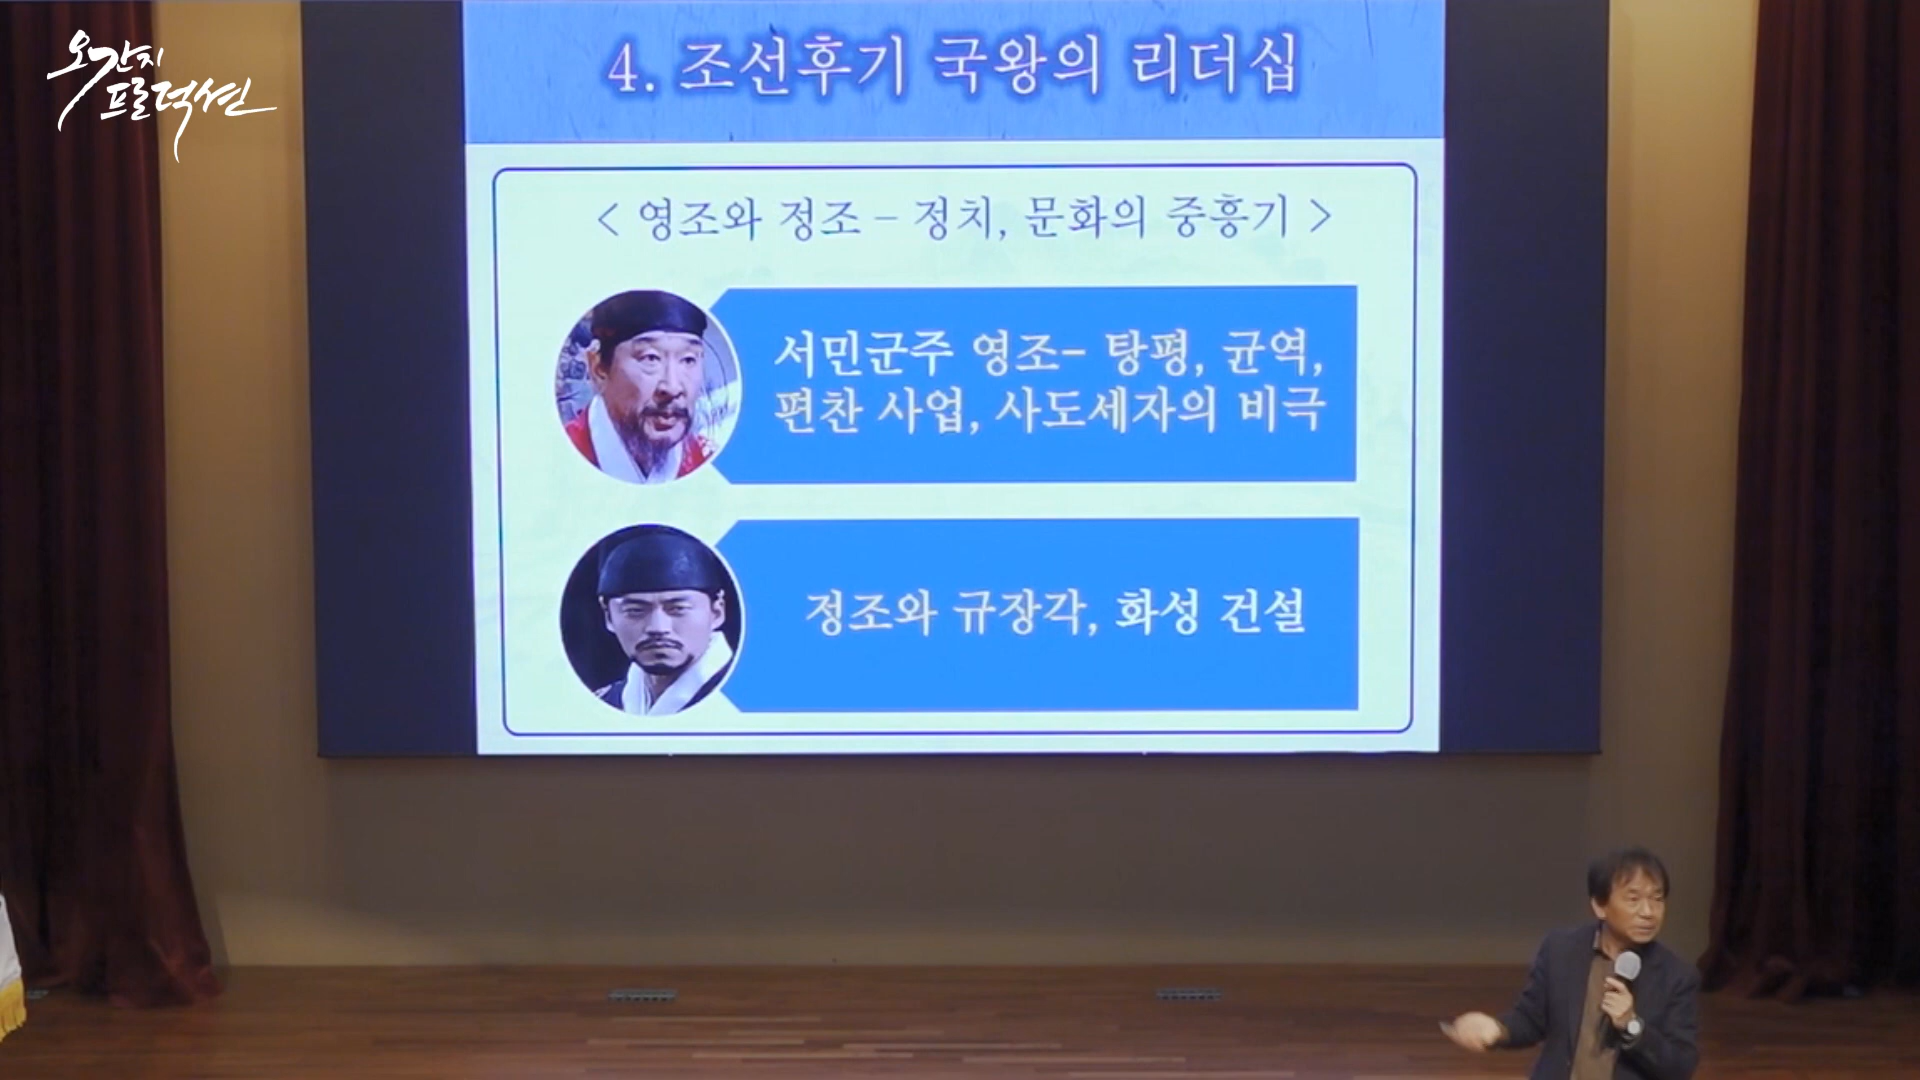 오가찌
프로덕션
4. 조선후기 국왕의 리더십
< 영조와 정조 – 정치, 문화의 중흥기 >
서민군주 영조– 탕평, 균역,
편찬 사업, 사도세자의 비극
정조와 규장각, 화성 건설